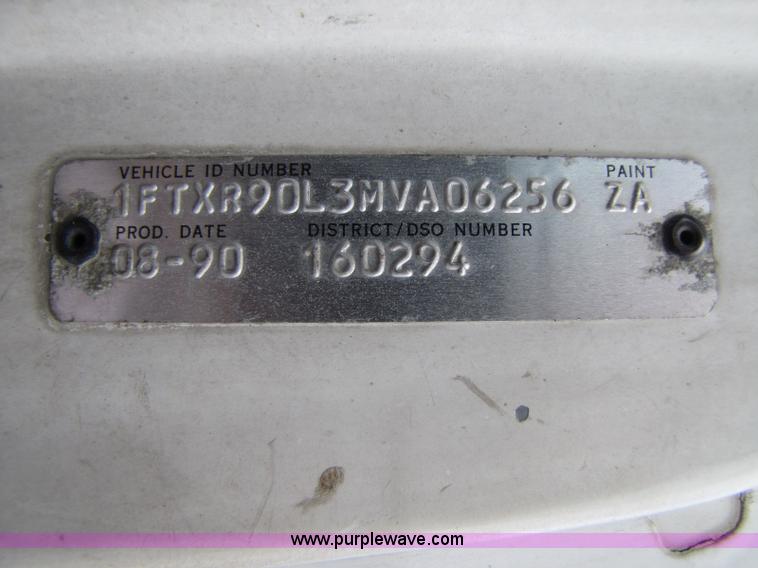 VEHICLE ID NUMBER PAINT
1FTXR90L3MVA06256 ZA
PROD. DATE DISTRICT/DSO NUMBER
08-90 160294
www.purplewave.com